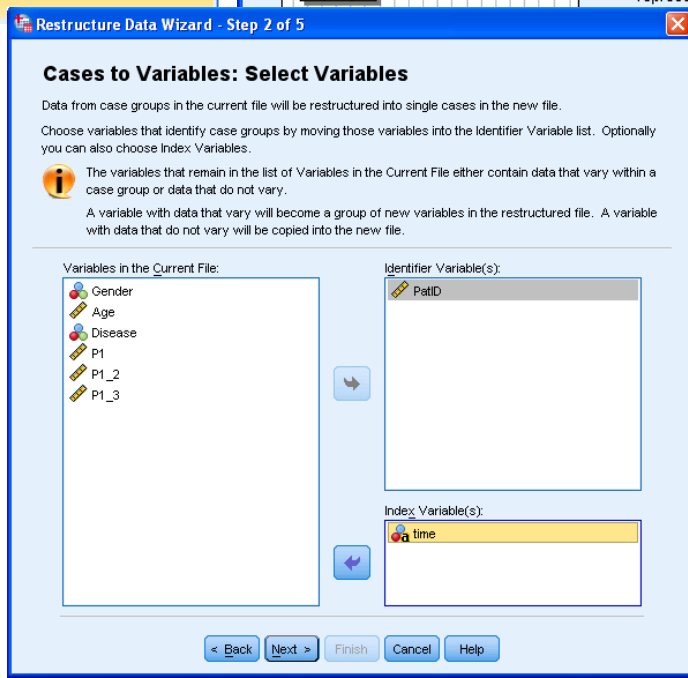 Restructure Data Wizard - Step 2 of 5
Cases to Variables: Select Variables
Data from case groups in the current file will be restructured into single cases in the new file.
Choose variables that identify case groups by moving those variables into the Identifier Variable list. Optionally
you can also choose Index Variables.
The variables that remain in the list of Variables in the Current File either contain data that vary within a
case group or data that do not vary.
A variable with data that vary will become a group of new variables in the restructured file. A variable
with data that do not vary will be copied into the new file.
Variables in the Current File:
Gender
Age
Disease
P1
P1_2
P1_3
Identifier Variable(s):
PatID
Index Variable(s):
a time
< Back
Next >
Finish
Cancel
Help